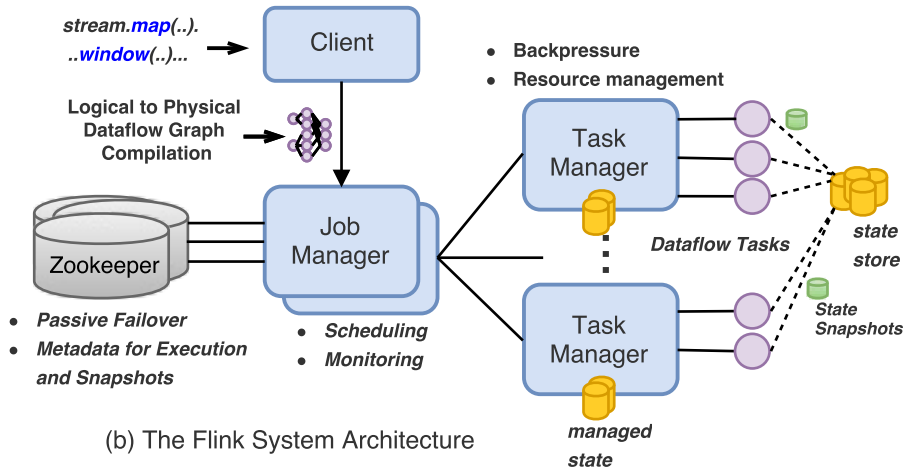 stream.map(..).
..window(..)...
Client
Logical to Physical
Dataflow Graph
Compilation
● Backpressure
● Resource management
Task
Manager
Zookeeper
Job
Manager
Dataflow Tasks
state
store
● Passive Failover
● Metadata for Execution
and Snapshots
● Scheduling
● Monitoring
Task
Manager
State
Snapshots
managed
state
(b) The Flink System Architecture